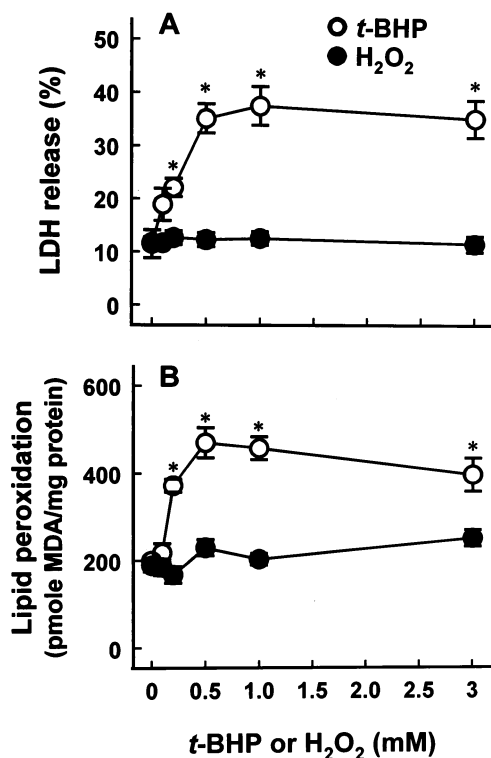 A
t-BHP
H₂O₂
50
*
*
*
40
*
30
20
10
0
LDH release (%)
B
600
*
*
*
*
400
200
0
Lipid peroxidation
(pmole MDA/mg protein)
0 0.5 1.0 1.5 2.0 2.5 3
t-BHP or H₂O₂ (mM)